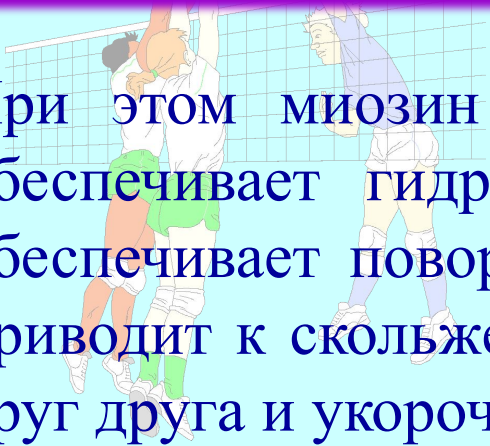 ри этом миозин
беспечивает гидр
беспечивает повор
риводит к скольже
руг друга и укороч